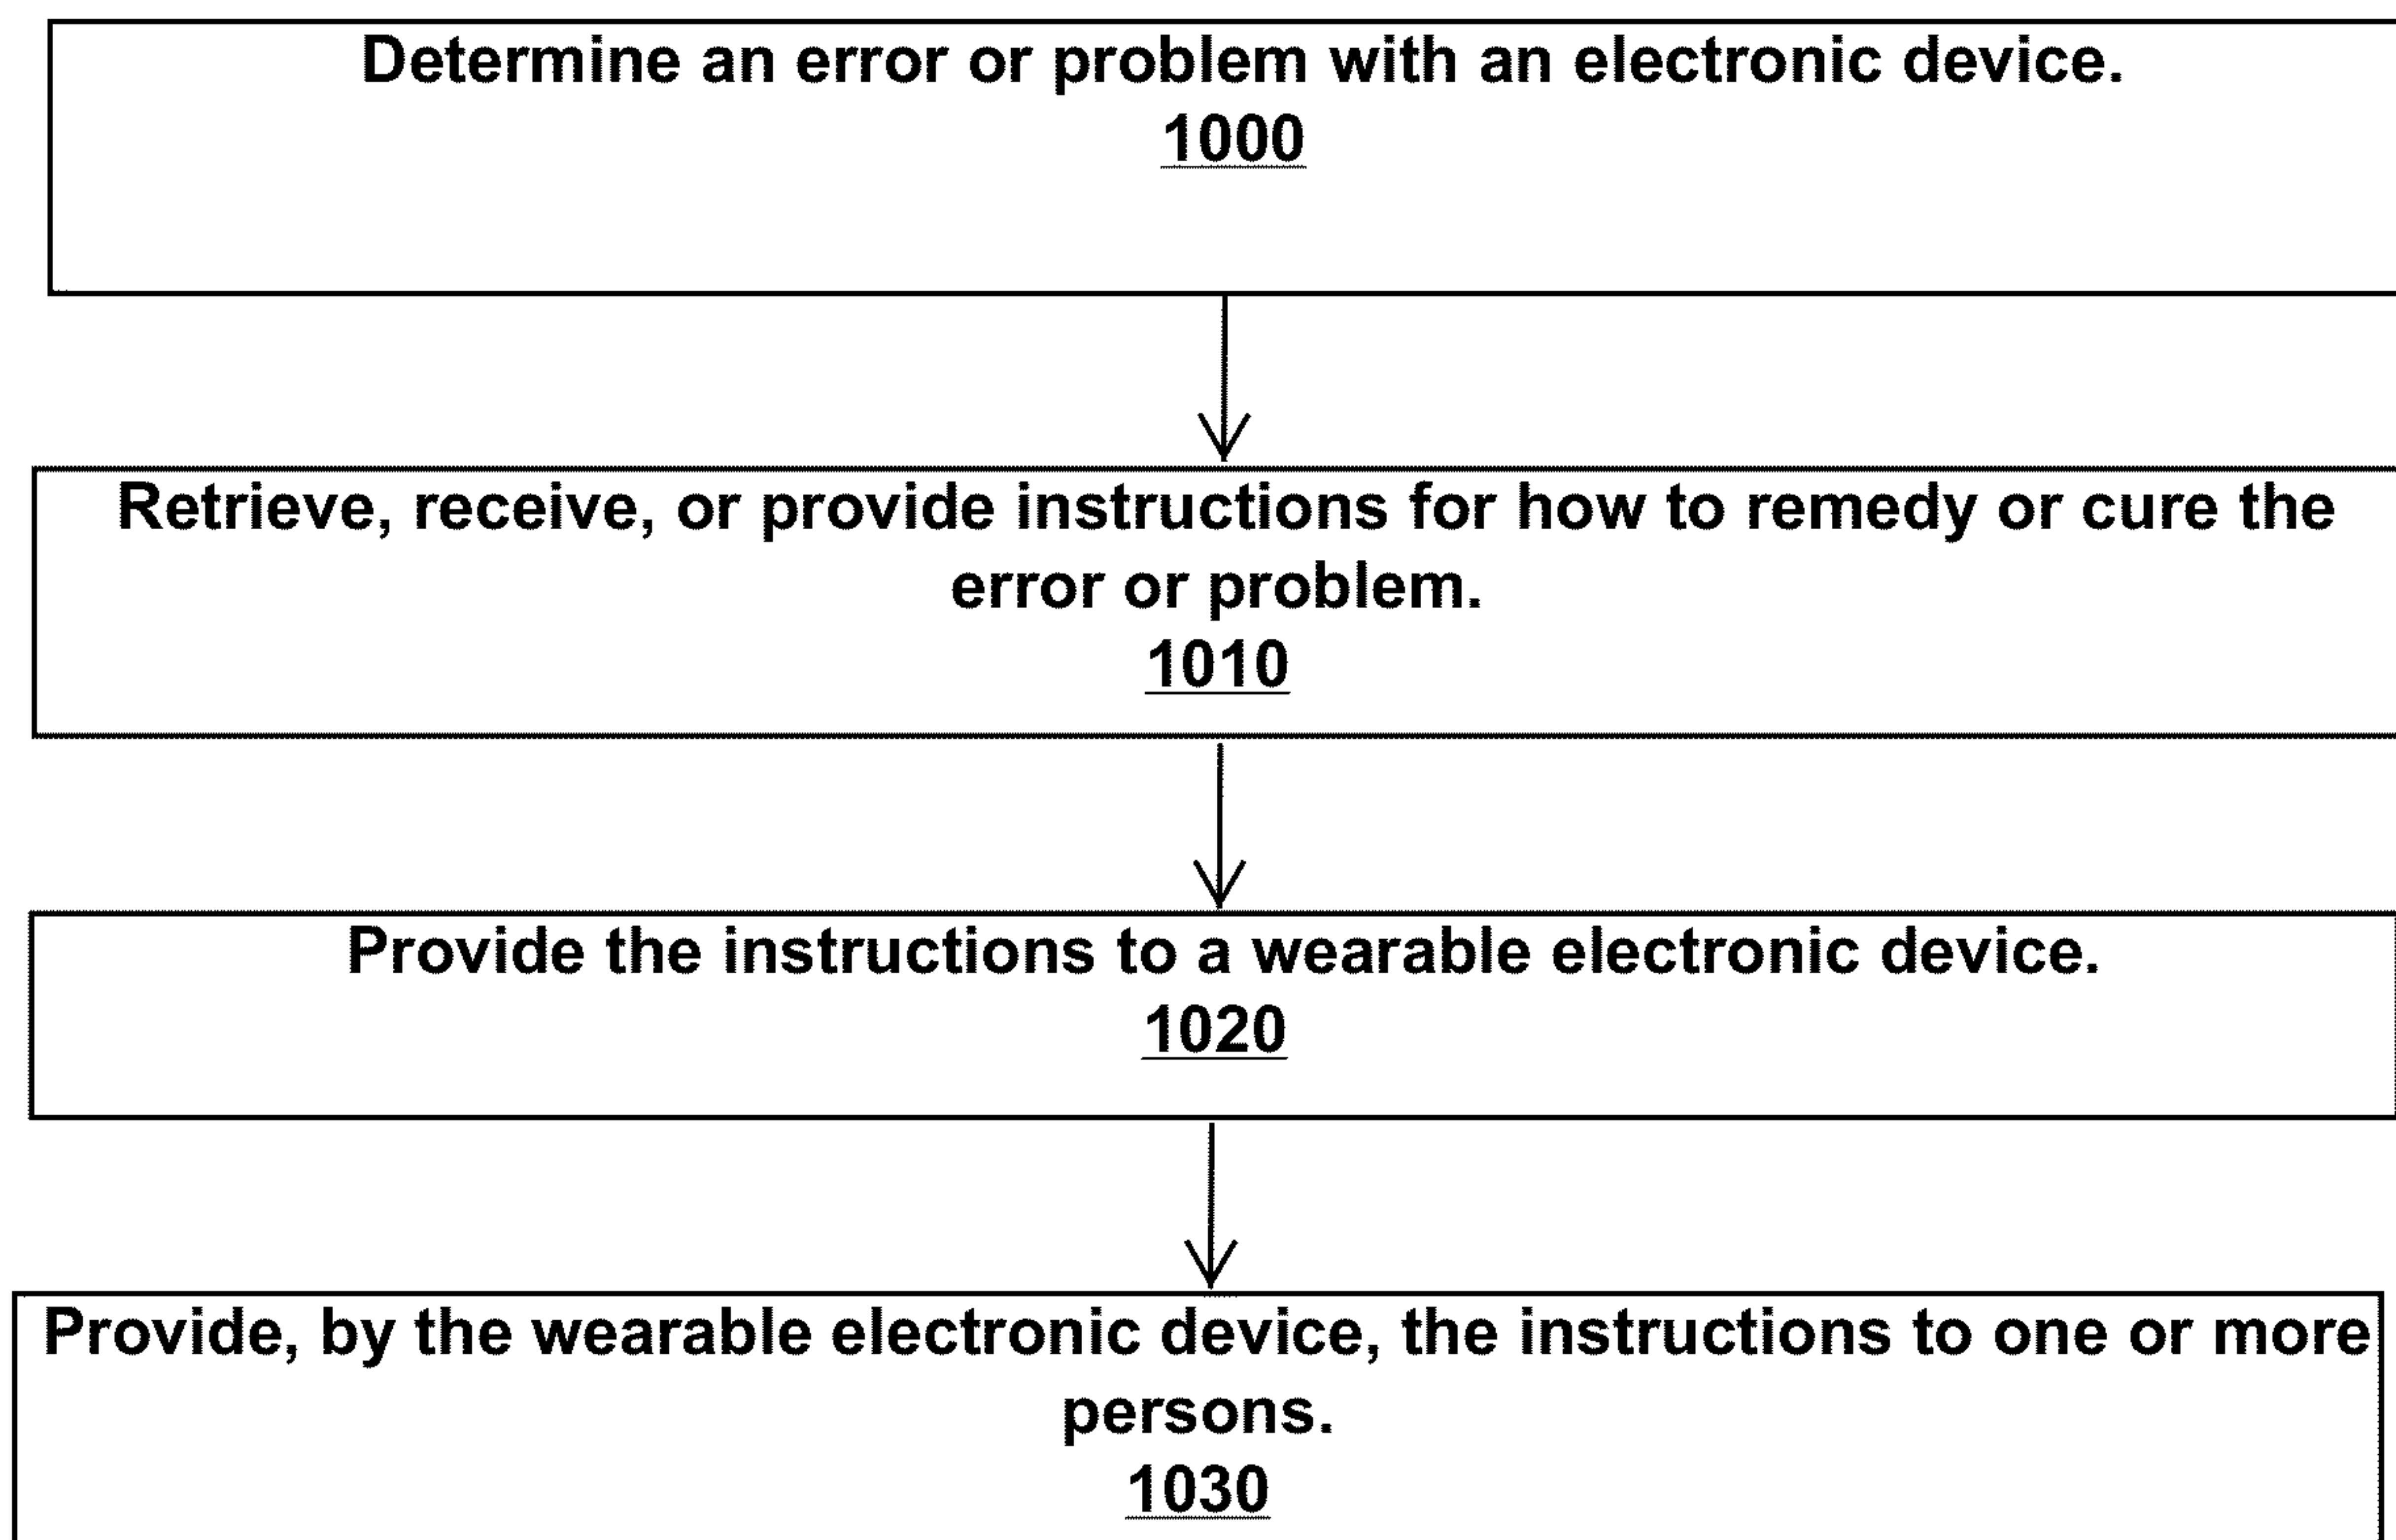 Determine an error or problem with an electronic device.
1000
Retrieve, receive, or provide instructions for how to remedy or cure the
error or problem.
1010
Provide the instructions to a wearable electronic device.
1020
Provide, by the wearable electronic device, the instructions to one or more
persons.
1030